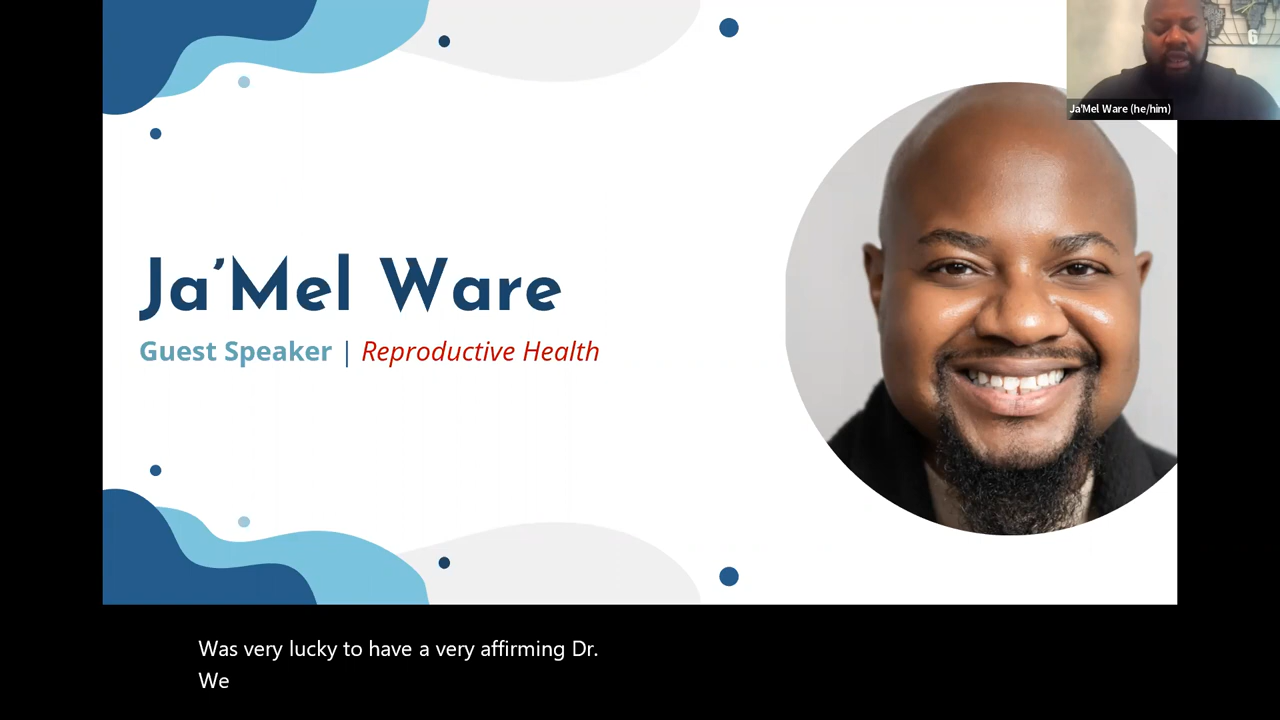 6
Ja'Mel Ware (he/him)
Ja’Mel Ware
Guest Speaker | Reproductive Health
Was very lucky to have a very affirming Dr.
We